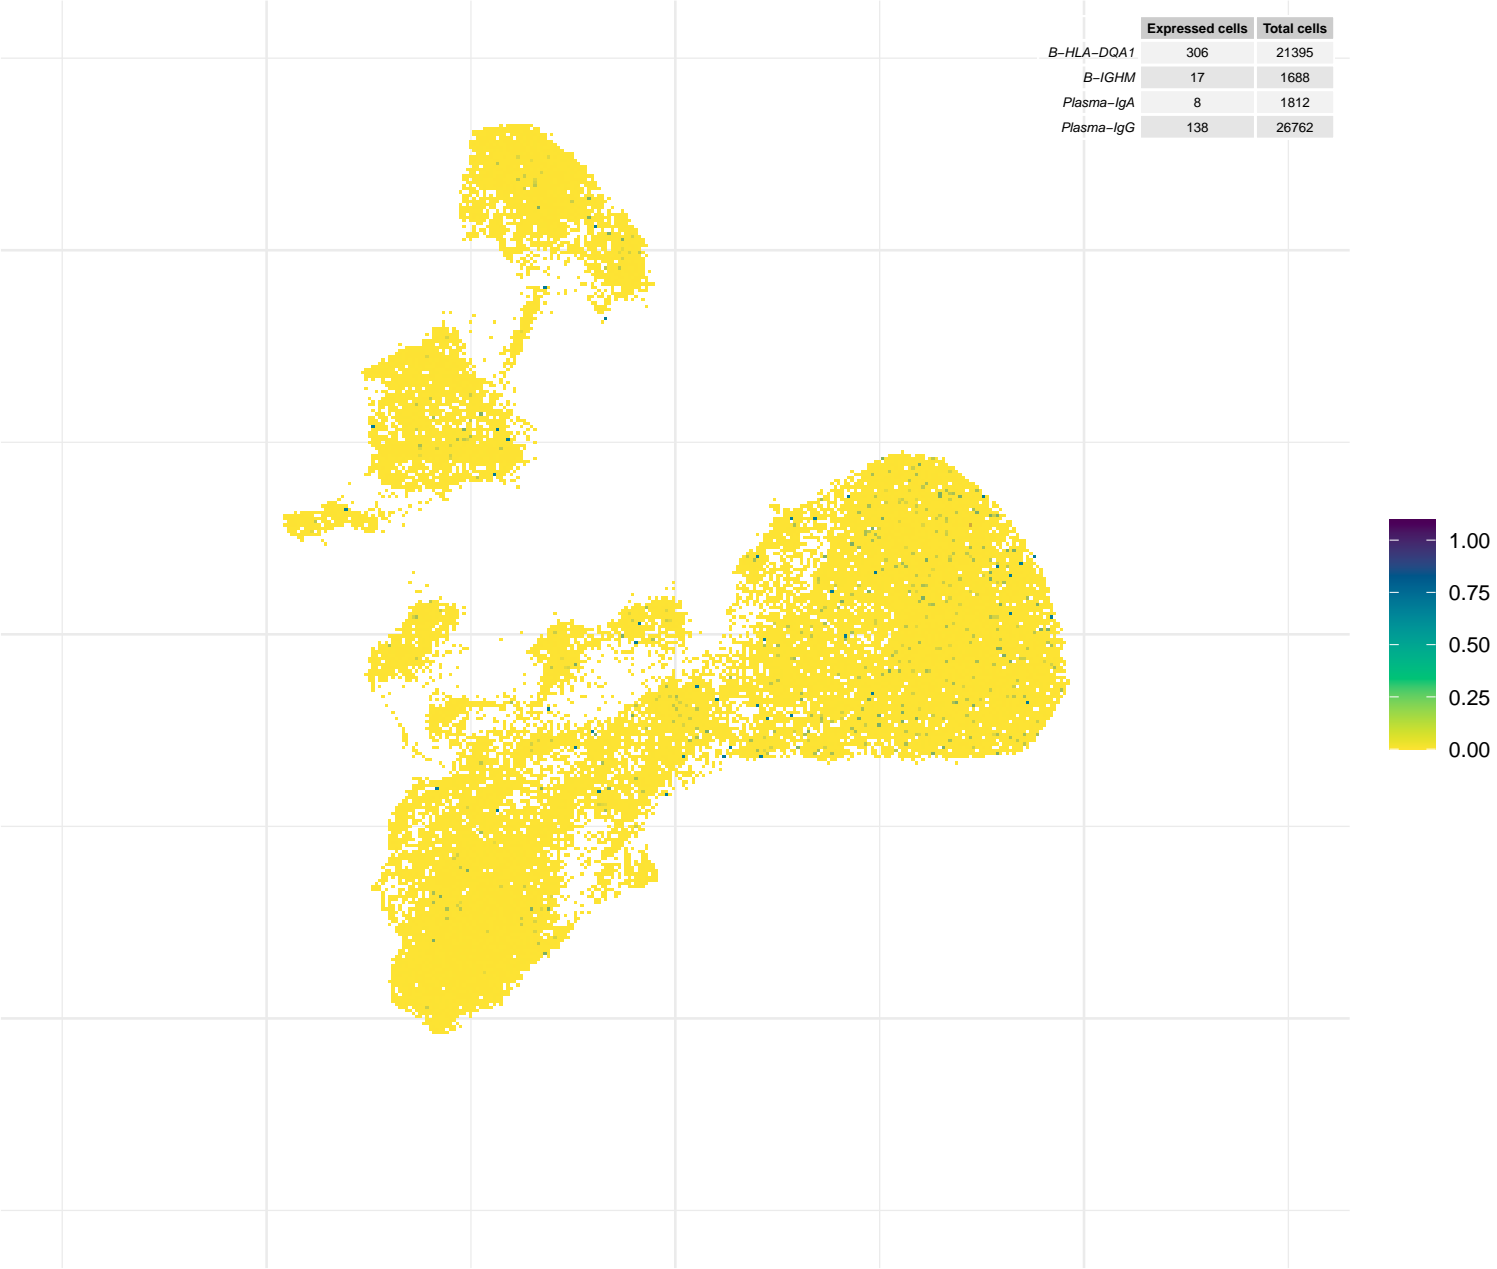 Expressed cells Total cells
B−HLA−DQA1 306 21395
B−IGHM 17 1688
Plasma−IgA 8 1812
Plasma−IgG 138 26762
1.00
0.75
0.50
0.25
0.00